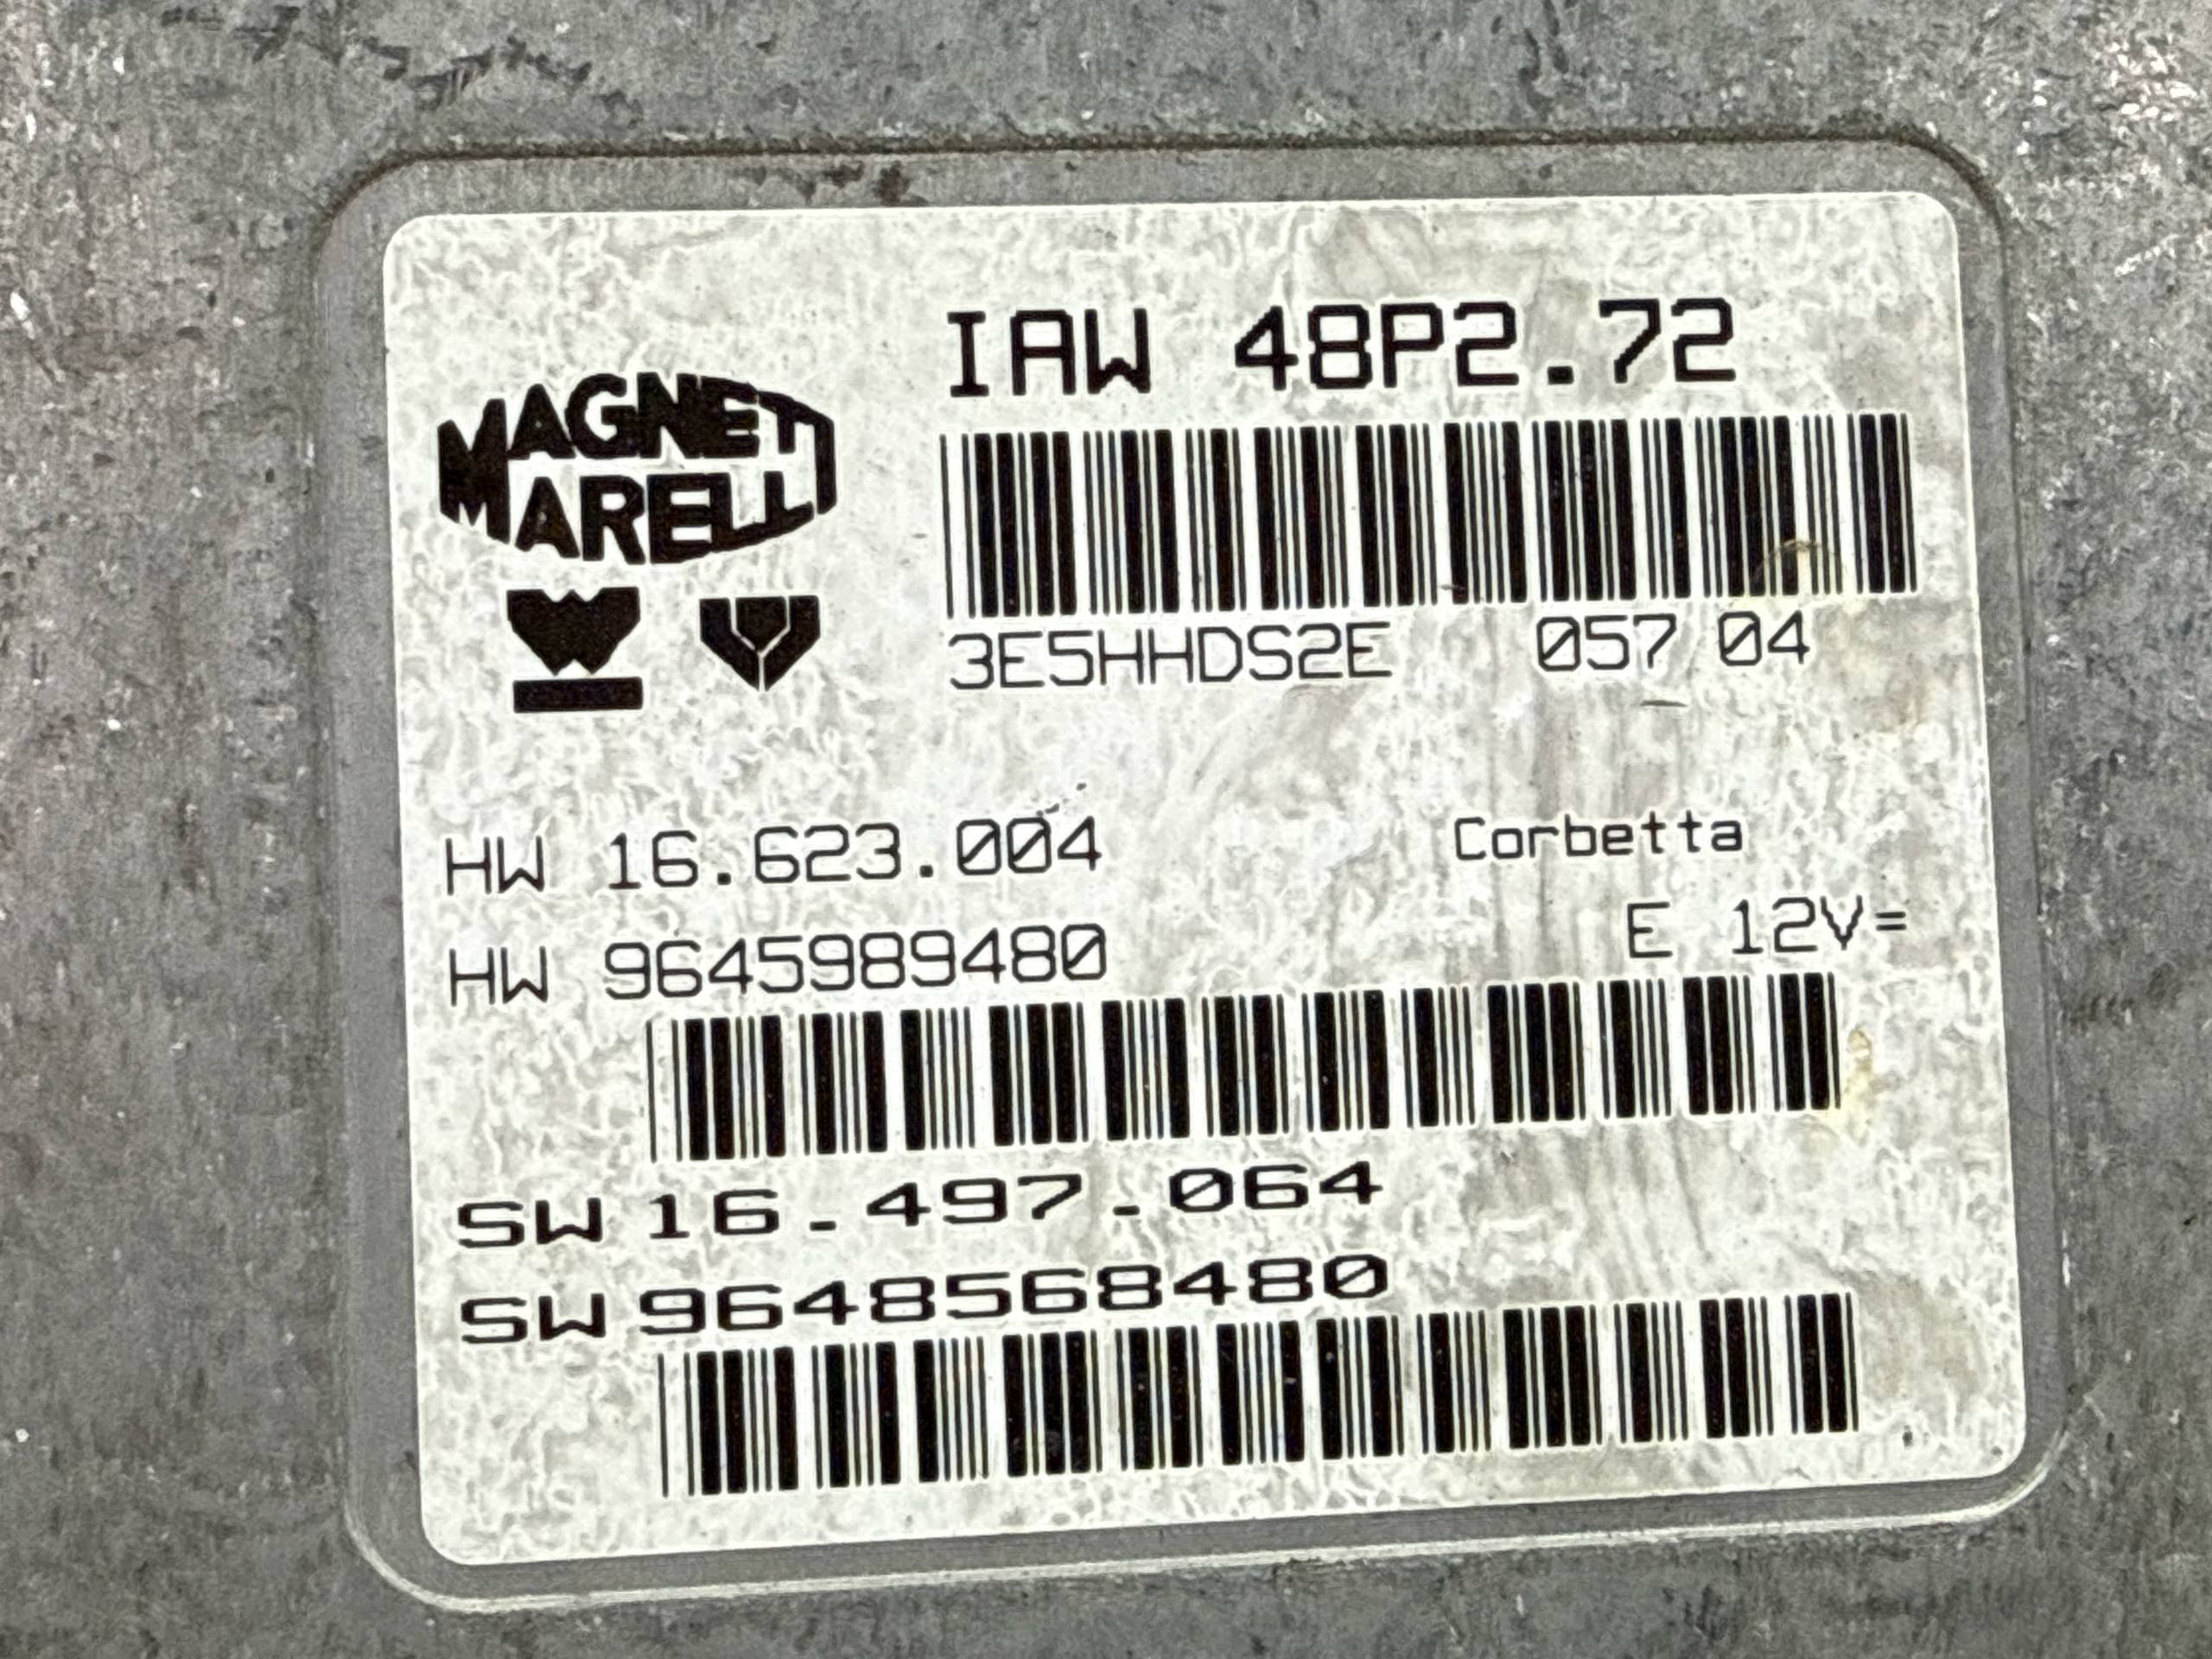 IAW 48P2.72
MAGNETI
MARELLI
3E5HHDS2E 057 04
HW 16.623.004
Corbetta
HW 9645989480
E 12V=
SW 16.497.064
SW 9648568480